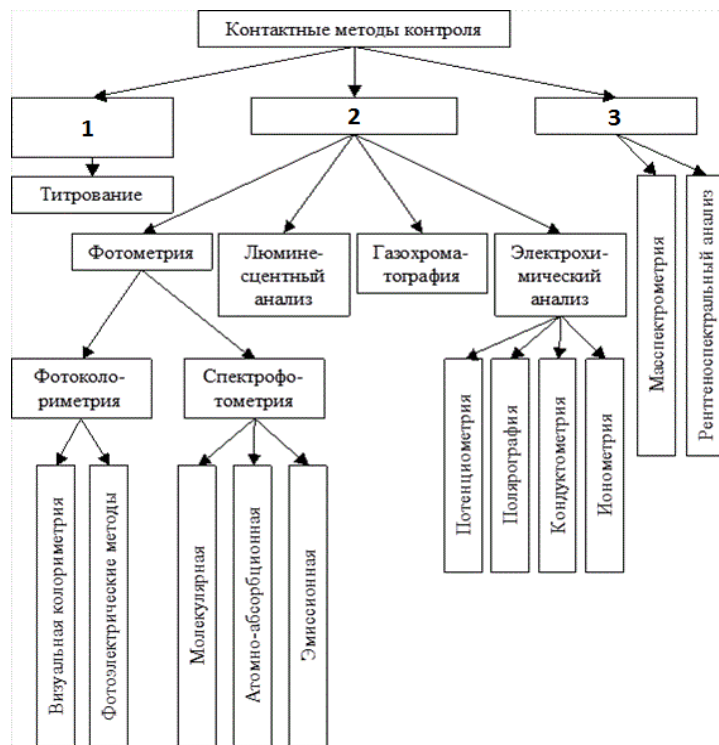 Контактные методы контроля
1
2
3
Титрование
Фотометрия
Люмине-
сцентный
анализ
Газохрома-
тография
Электрохи-
мический
анализ
Масспектрометрия
Рентгеноспектральный анализ
Фотоколо-
риметрия
Спектрофо-
тометрия
Потенциометрия
Полярография
Кондуктометрия
Ионометрия
Визуальная колориметрия
Фотоэлектрические методы
Молекулярная
Атомно-абсорбционная
Эмиссионная